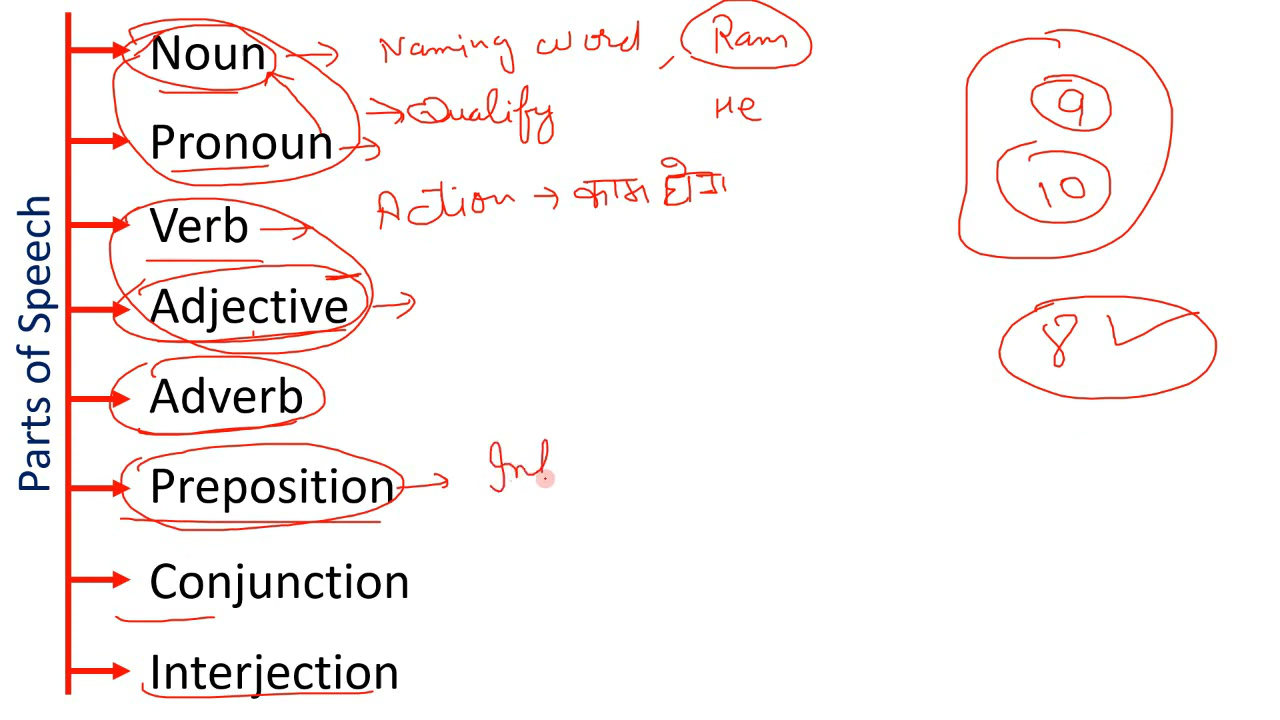 Parts of Speech
Noun → Naming word, Ram
→ Qualify He
Pronoun →
Verb → Action → काम होना
Adjective →
Adverb
Preposition →
Conjunction
Interjection
9
10
8